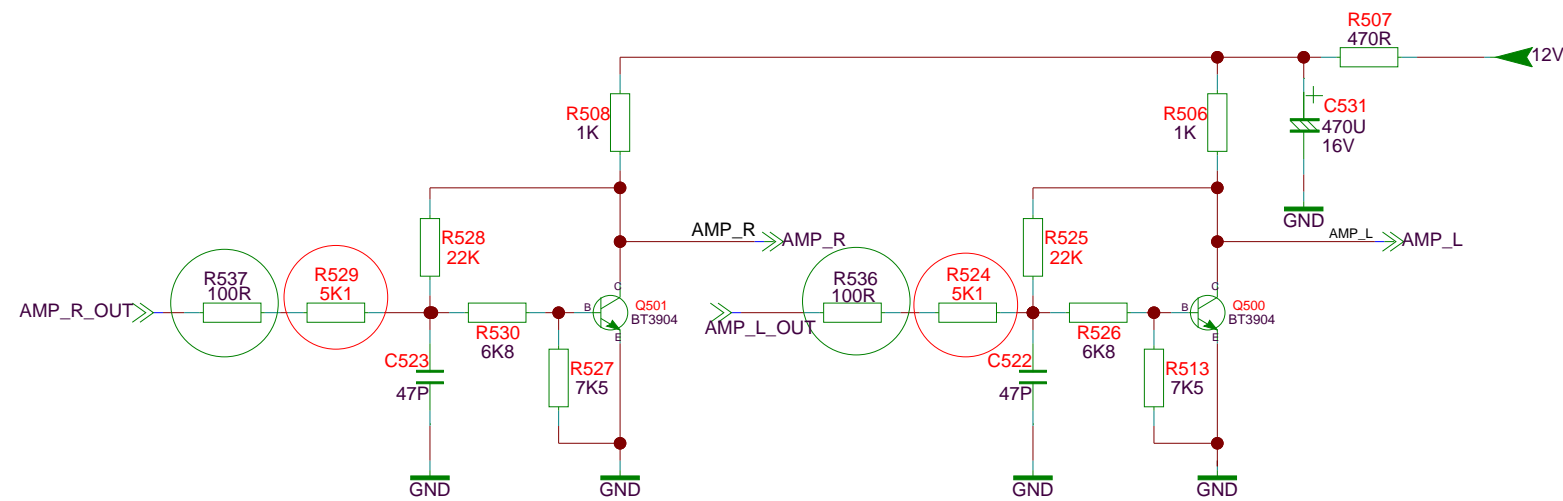 R507
470R
12V
R508
1K
R506
1K
C531
470U
16V
GND
R528
22K
AMP_R
AMP_R
R525
22K
AMP_L
AMP_L
R537
100R
R529
5K1
R536
100R
R524
5K1
AMP_R_OUT
C
B
E
Q501
BT3904
AMP_L_OUT
C
B
E
Q500
BT3904
R530
6K8
R526
6K8
C523
47P
R527
7K5
C522
47P
R513
7K5
GND
GND
GND
GND